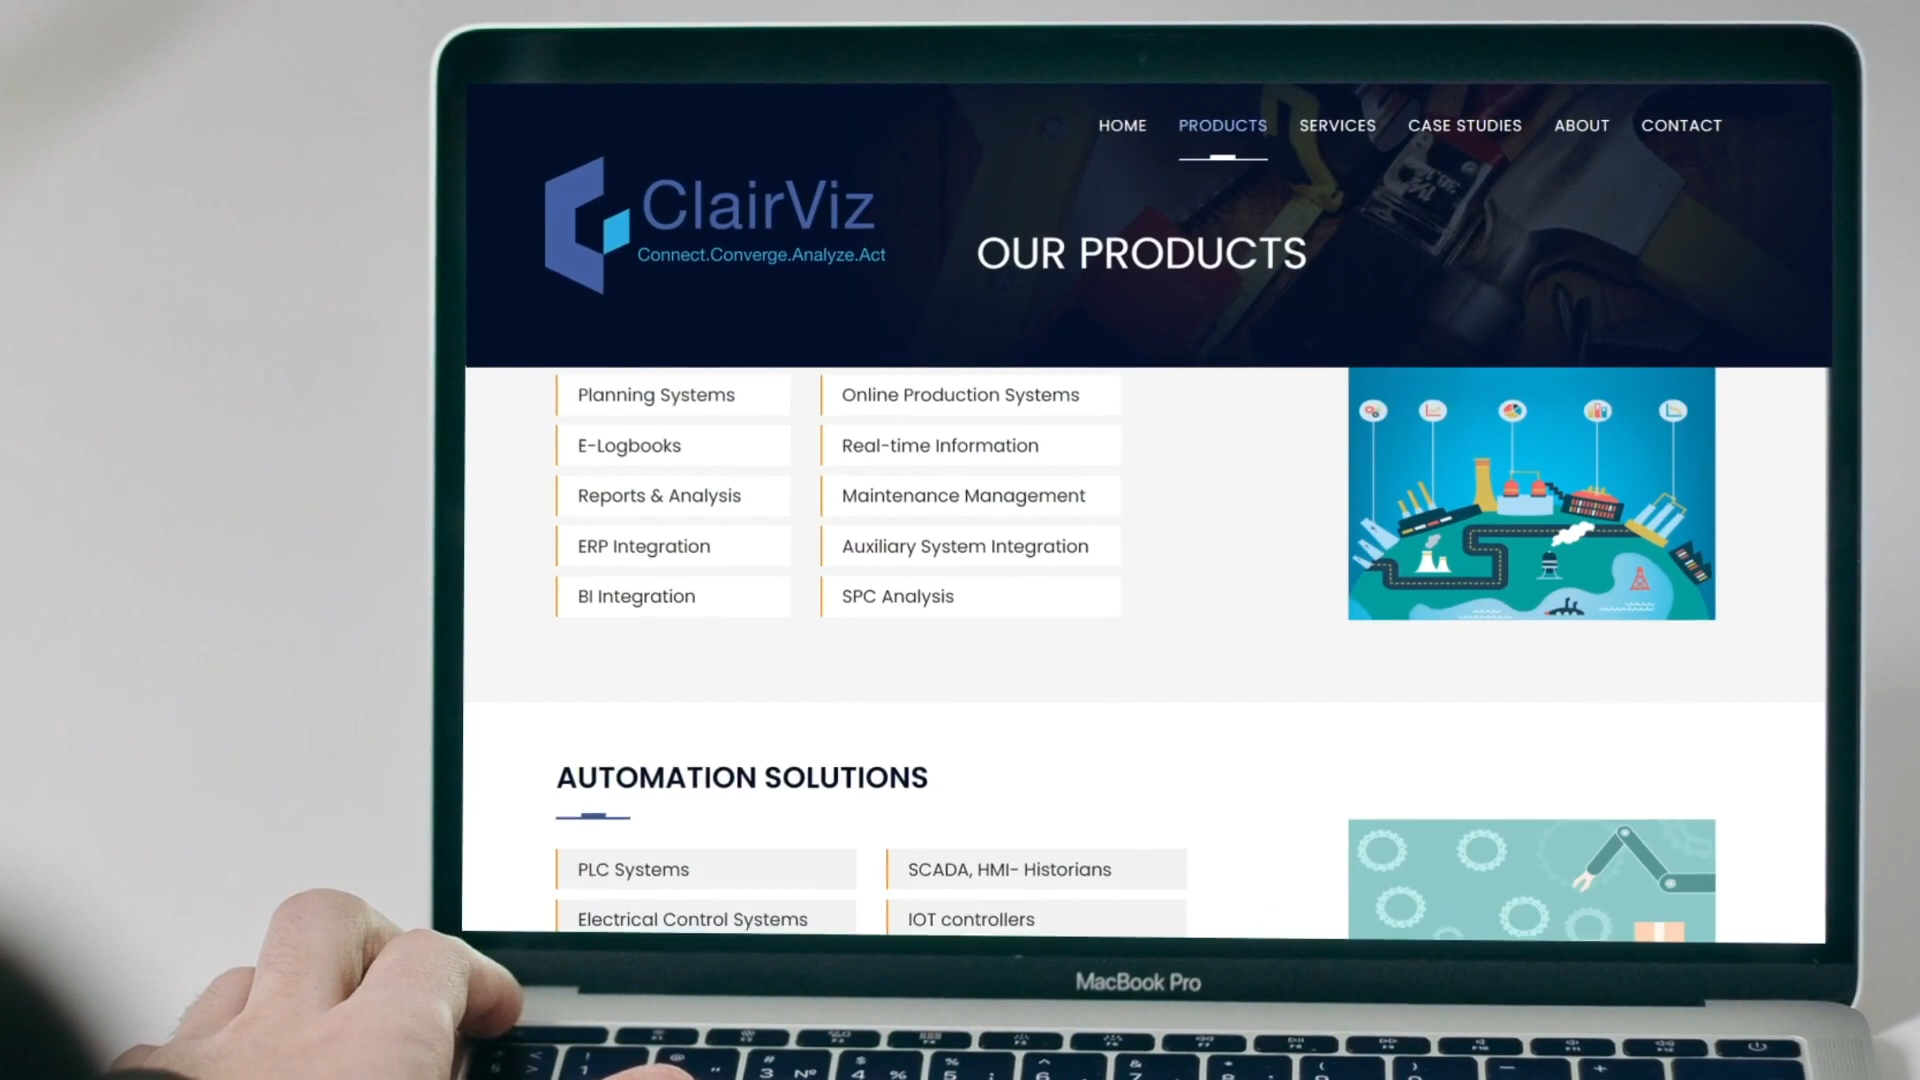 HOME PRODUCTS SERVICES CASE STUDIES ABOUT CONTACT
ClairViz
Connect.Converge.Analyze.Act
OUR PRODUCTS
Planning Systems Online Production Systems
E-Logbooks Real-time Information
Reports & Analysis Maintenance Management
ERP Integration Auxiliary System Integration
BI Integration SPC Analysis
AUTOMATION SOLUTIONS
PLC Systems SCADA, HMI- Historians
Electrical Control Systems IOT controllers
MacBook Pro